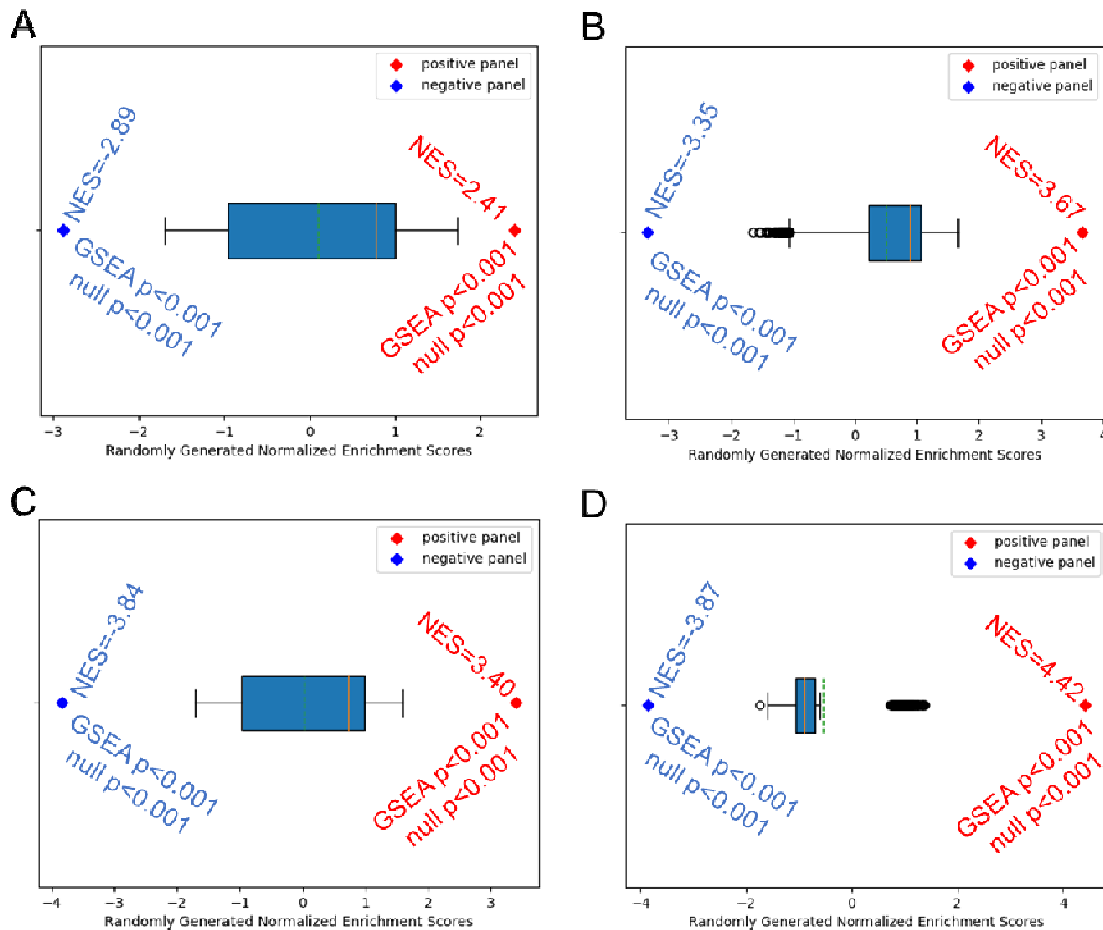 A
positive panel
negative panel
NES=-2.89
GSEA p<0.001
null p<0.001
NES=2.41
GSEA p<0.001
null p<0.001
−3 −2 −1 0 1 2
Randomly Generated Normalized Enrichment Scores
B
positive panel
negative panel
NES=-3.35
GSEA p<0.001
null p<0.001
NES=3.67
GSEA p<0.001
null p<0.001
−3 −2 −1 0 1 2 3 4
Randomly Generated Normalized Enrichment Scores
C
positive panel
negative panel
NES=-3.84
GSEA p<0.001
null p<0.001
NES=3.40
GSEA p<0.001
null p<0.001
−4 −3 −2 −1 0 1 2 3
Randomly Generated Normalized Enrichment Scores
D
positive panel
negative panel
NES=-3.87
GSEA p<0.001
null p<0.001
NES=4.42
GSEA p<0.001
null p<0.001
−4 −2 0 2 4
Randomly Generated Normalized Enrichment Scores